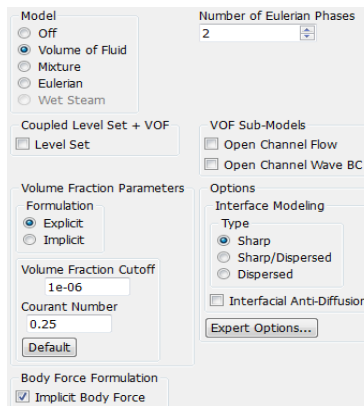 Model
Off
Volume of Fluid
Mixture
Eulerian
Wet Steam
Number of Eulerian Phases
2
Coupled Level Set + VOF
Level Set
VOF Sub-Models
Open Channel Flow
Open Channel Wave BC
Volume Fraction Parameters
Formulation
Explicit
Implicit
Volume Fraction Cutoff
1e-06
Courant Number
0.25
Default
Options
Interface Modeling
Type
Sharp
Sharp/Dispersed
Dispersed
Interfacial Anti-Diffusion
Expert Options...
Body Force Formulation
Implicit Body Force